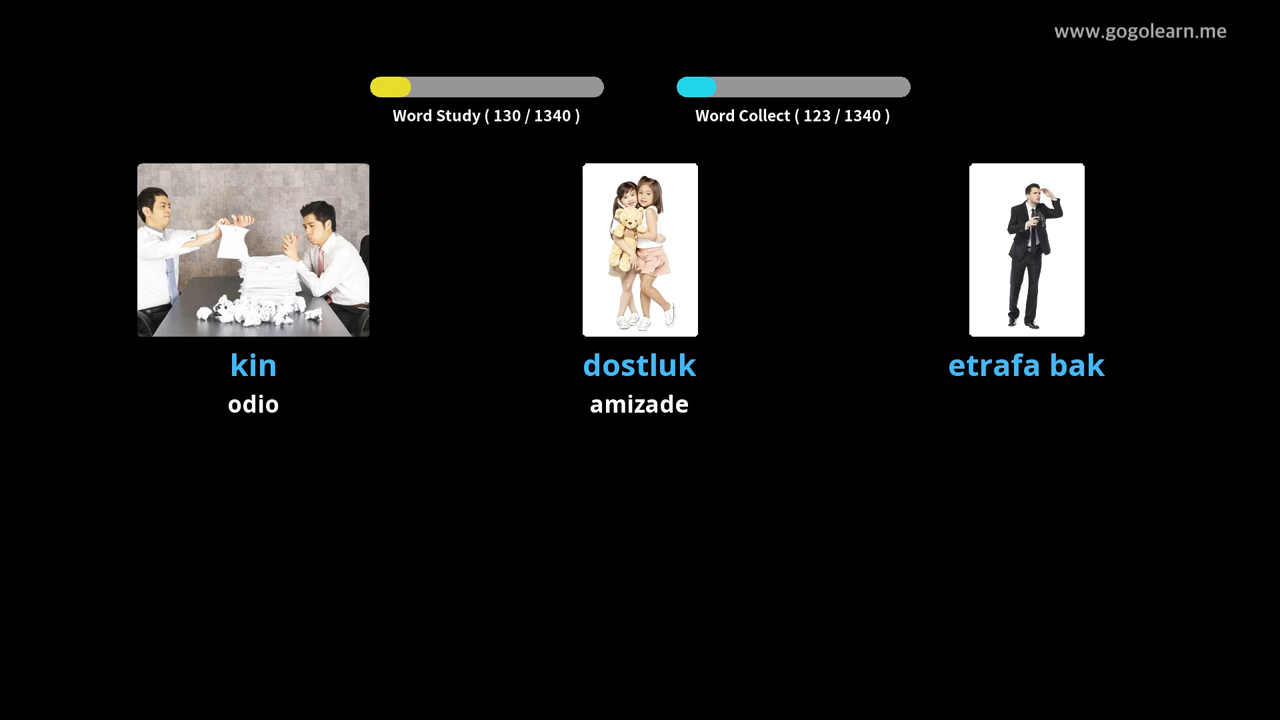 www.gogolearn.me
Word Study ( 130 / 1340 )
Word Collect ( 123 / 1340 )
kin
odio
dostluk
amizade
etrafa bak